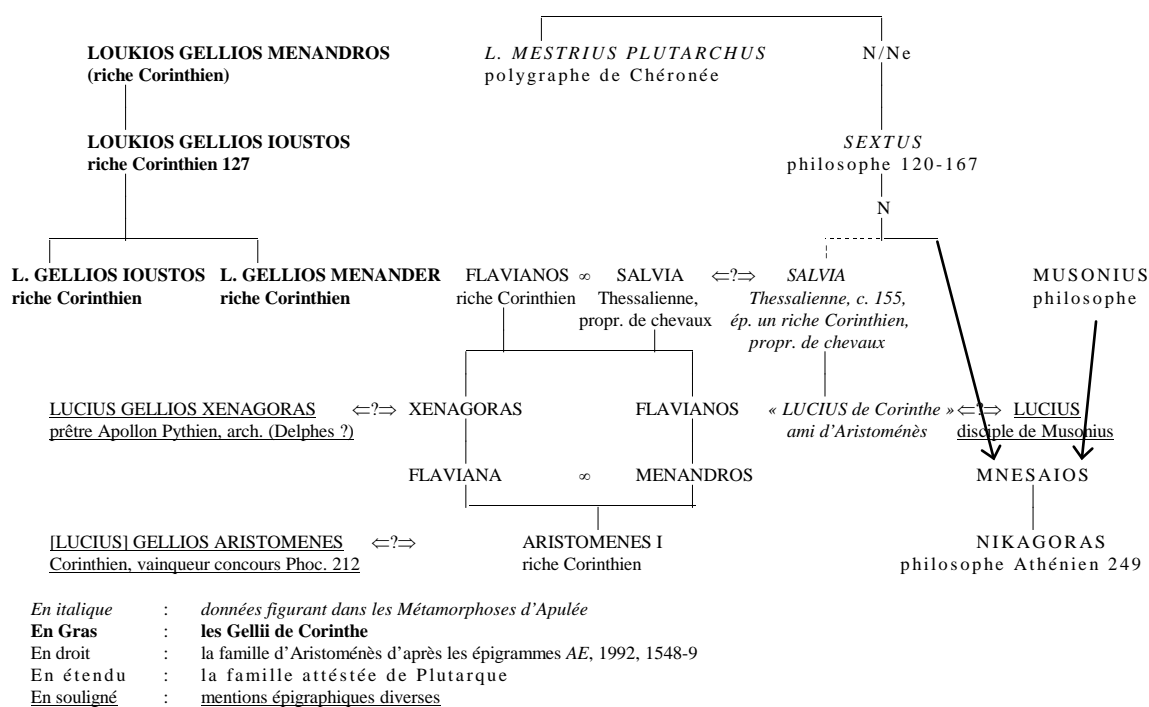 LOUKIOS GELLIOS MENANDROS
(riche Corinthien)
L. MESTRIUS PLUTARCHUS
polygraphe de Chéronée
N/Ne
LOUKIOS GELLIOS IOUSTOS
riche Corinthien 127
SEXTUS
philosophe 120-167
N
L. GELLIOS IOUSTOS
riche Corinthien
L. GELLIOS MENANDER
riche Corinthien
FLAVIANOS ∞ SALVIA ⇐?⇒ SALVIA
riche Corinthien
Thessalienne,
propr. de chevaux
Thessalienne, c. 155,
ép. un riche Corinthien,
propr. de chevaux
MUSONIUS
philosophe
LUCIUS GELLIOS XENAGORAS ⇐?⇒ XENAGORAS
prêtre Apollon Pythien, arch. (Delphes ?)
FLAVIANOS
« LUCIUS de Corinthe » ⇐?⇒ LUCIUS
ami d'Aristoménès
disciple de Musonius
FLAVIANA ∞ MENANDROS
MNESAIOS
[LUCIUS] GELLIOS ARISTOMENES ⇐?⇒ ARISTOMENES I
Corinthien, vainqueur concours Phoc. 212
riche Corinthien
NIKAGORAS
philosophe Athénien 249
En italique : données figurant dans les Métamorphoses d'Apulée
En Gras : les Gellii de Corinthe
En droit : la famille d'Aristoménès d'après les épigrammes AE, 1992, 1548-9
En étendu : la famille attéstée de Plutarque
En souligné : mentions épigraphiques diverses